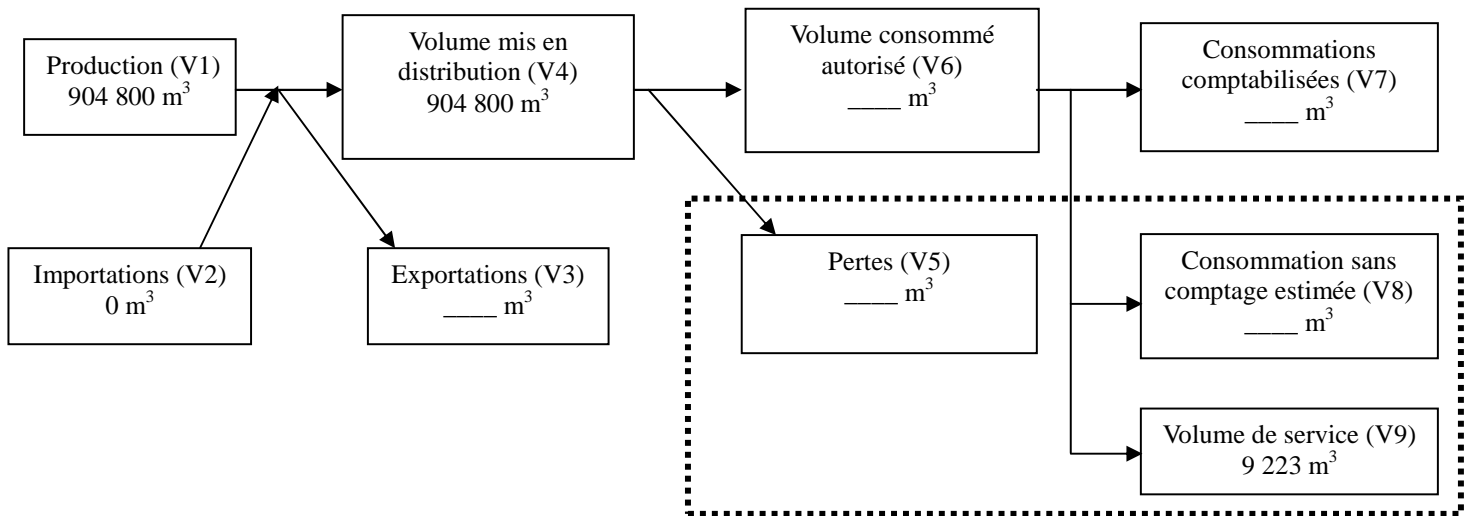 Production (V1)
904 800 m³
Volume mis en
distribution (V4)
904 800 m³
Volume consommé
autorisé (V6)
____ m³
Consommations
comptabilisées (V7)
____ m³
Importations (V2)
0 m³
Exportations (V3)
____ m³
Pertes (V5)
____ m³
Consommation sans
comptage estimée (V8)
____ m³
Volume de service (V9)
9 223 m³